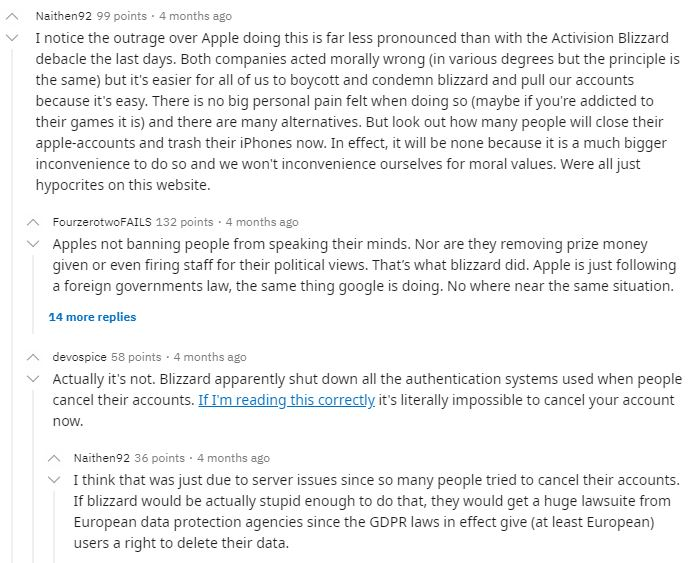 Naithen92 99 points · 4 months ago
I notice the outrage over Apple doing this is far less pronounced than with the Activision Blizzard
debacle the last days. Both companies acted morally wrong (in various degrees but the principle is
the same) but it's easier for all of us to boycott and condemn blizzard and pull our accounts
because it's easy. There is no big personal pain felt when doing so (maybe if you're addicted to
their games it is) and there are many alternatives. But look out how many people will close their
apple-accounts and trash their iPhones now. In effect, it will be none because it is a much bigger
inconvenience to do so and we won't inconvenience ourselves for moral values. Were all just
hypocrites on this website.
FourzerotwoFAILS 132 points · 4 months ago
Apples not banning people from speaking their minds. Nor are they removing prize money
given or even firing staff for their political views. That's what blizzard did. Apple is just following
a foreign governments law, the same thing google is doing. No where near the same situation.
14 more replies
devospice 58 points · 4 months ago
Actually it's not. Blizzard apparently shut down all the authentication systems used when people
cancel their accounts. If I'm reading this correctly it's literally impossible to cancel your account
now.
Naithen92 36 points · 4 months ago
I think that was just due to server issues since so many people tried to cancel their accounts.
If blizzard would be actually stupid enough to do that, they would get a huge lawsuite from
European data protection agencies since the GDPR laws in effect give (at least European)
users a right to delete their data.